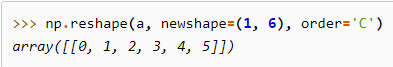 >>> np.reshape(a, newshape=(1, 6), order='C')
array([[0, 1, 2, 3, 4, 5]])